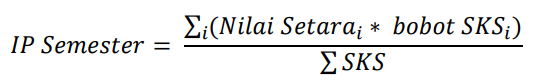 IP Semester = ∑ᵢ(Nilai Setaraᵢ * bobot SKSᵢ) / ∑ SKS